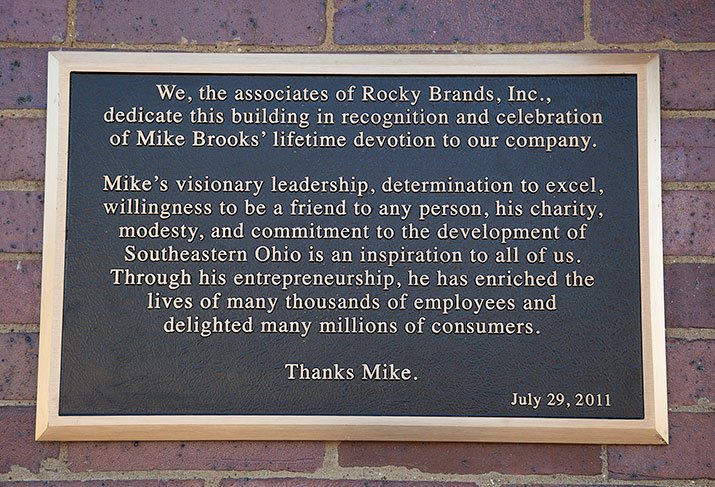 We, the associates of Rocky Brands, Inc.,
dedicate this building in recognition and celebration
of Mike Brooks’ lifetime devotion to our company.
Mike’s visionary leadership, determination to excel,
willingness to be a friend to any person, his charity,
modesty, and commitment to the development of
Southeastern Ohio is an inspiration to all of us.
Through his entrepreneurship, he has enriched the
lives of many thousands of employees and
delighted many millions of consumers.
Thanks Mike.
July 29, 2011